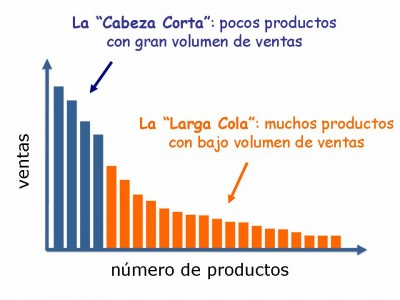 La “Cabeza Corta”: pocos productos
con gran volumen de ventas
La “Larga Cola”: muchos productos
con bajo volumen de ventas
ventas
número de productos